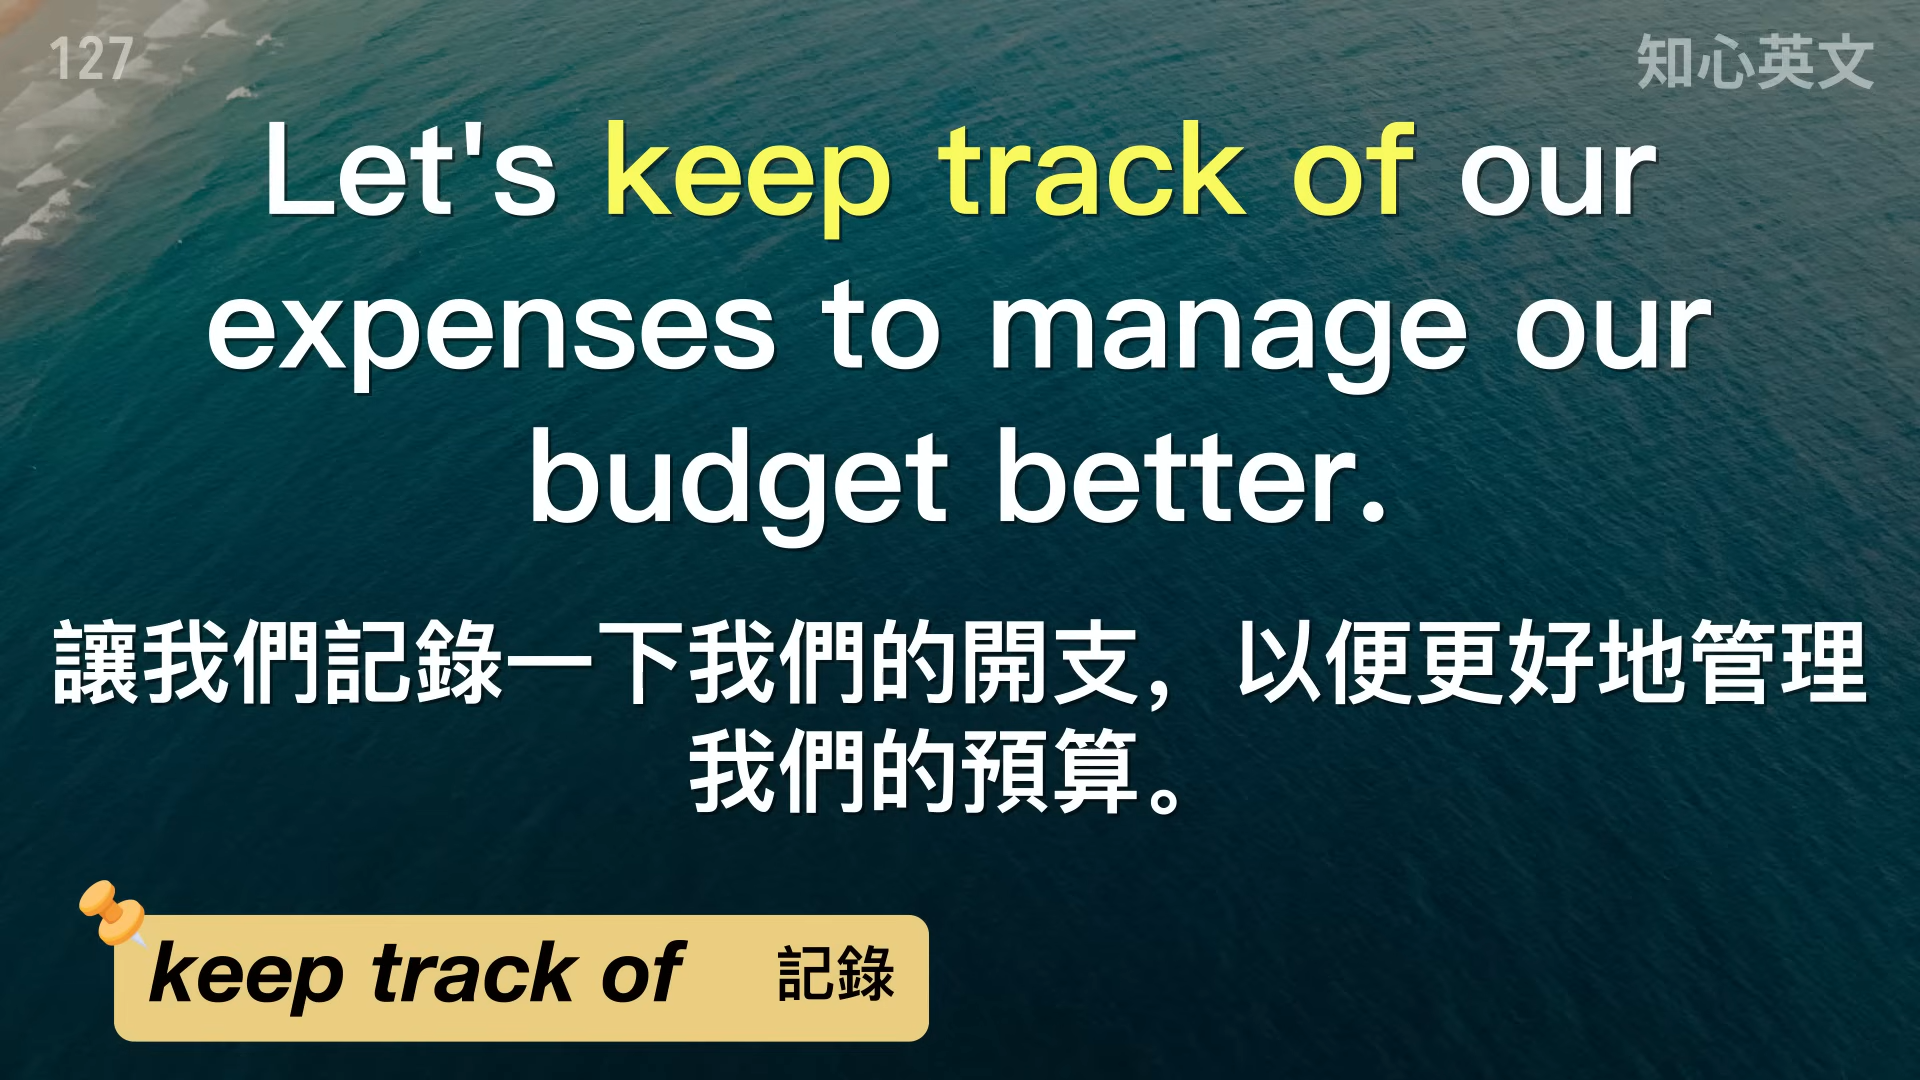 127
知心英文
Let's keep track of our
expenses to manage our
budget better.
讓我們記錄一下我們的開支，以便更好地管理
我們的預算。
keep track of 記錄